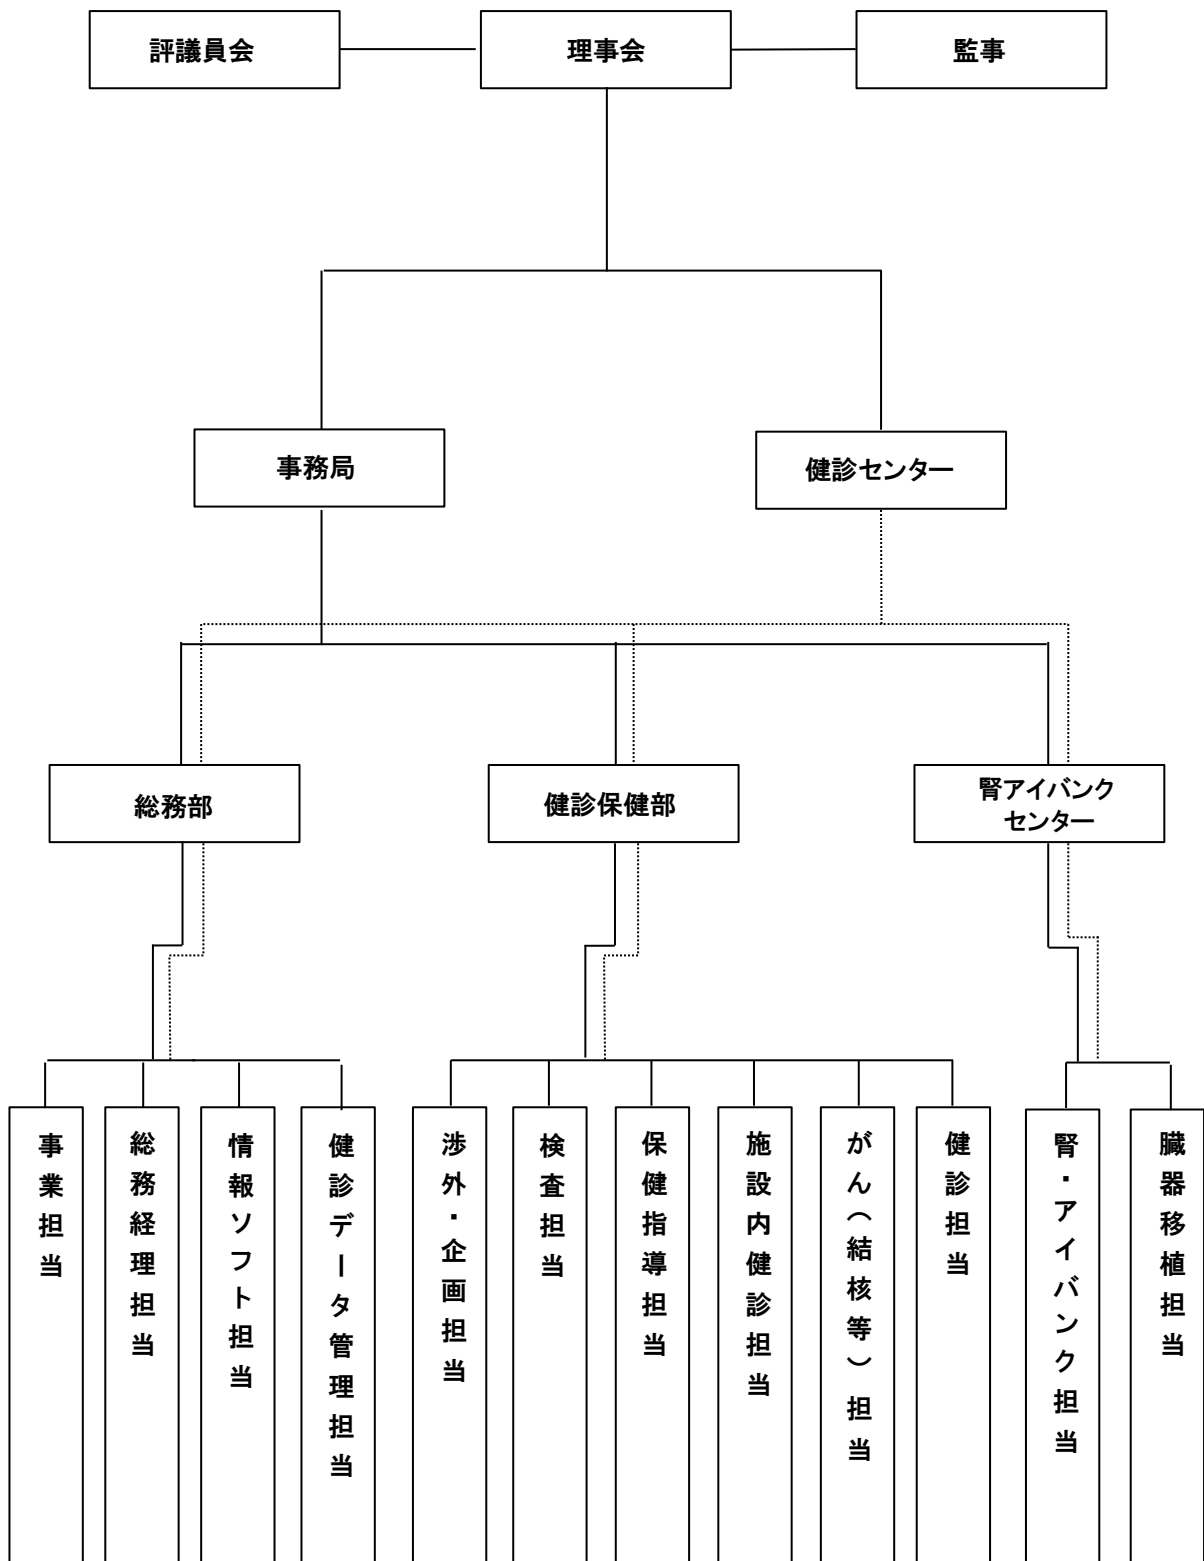 評議員会
理事会
監事
事務局
健診センター
総務部
健診保健部
腎アイバンク
センター
事業担当
総務経理担当
情報ソフト担当
健診データ管理担当
渉外・企画担当
検査担当
保健指導担当
施設内健診担当
がん（結核等）担当
健診担当
腎・アイバンク担当
臓器移植担当